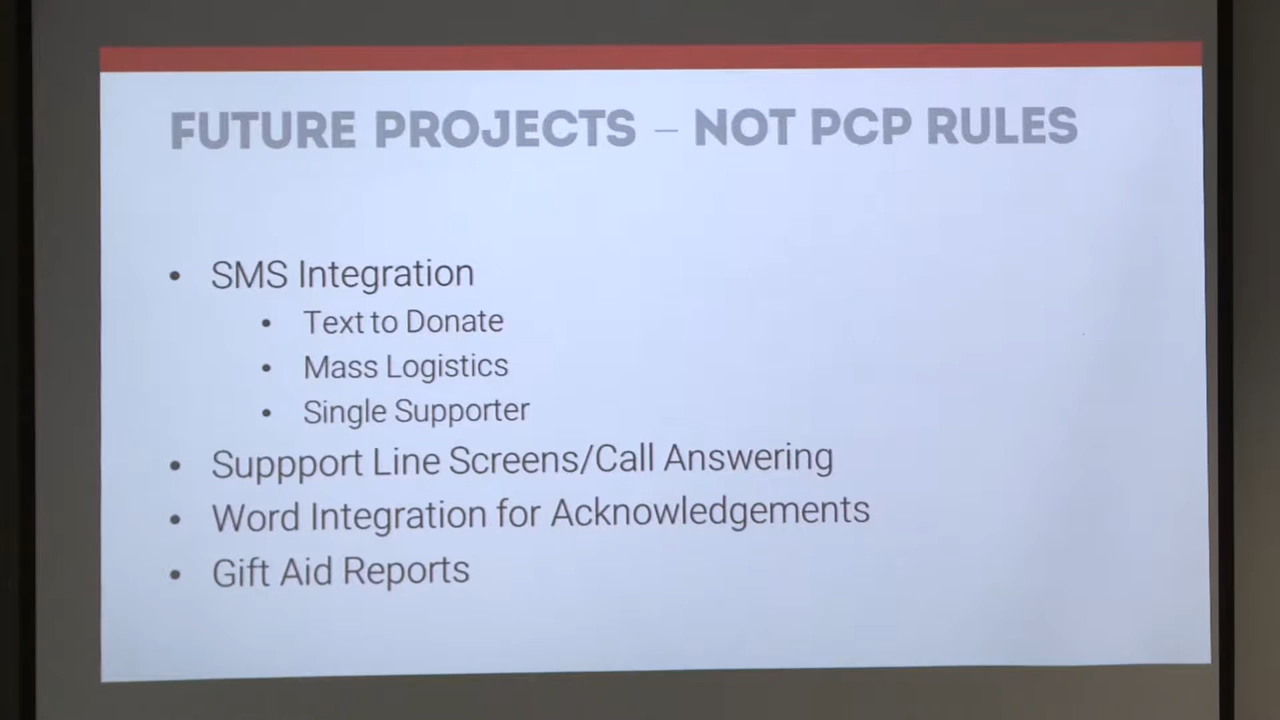 FUTURE PROJECTS – NOT PCP RULES
• SMS Integration
• Text to Donate
• Mass Logistics
• Single Supporter
• Suppport Line Screens/Call Answering
• Word Integration for Acknowledgements
• Gift Aid Reports